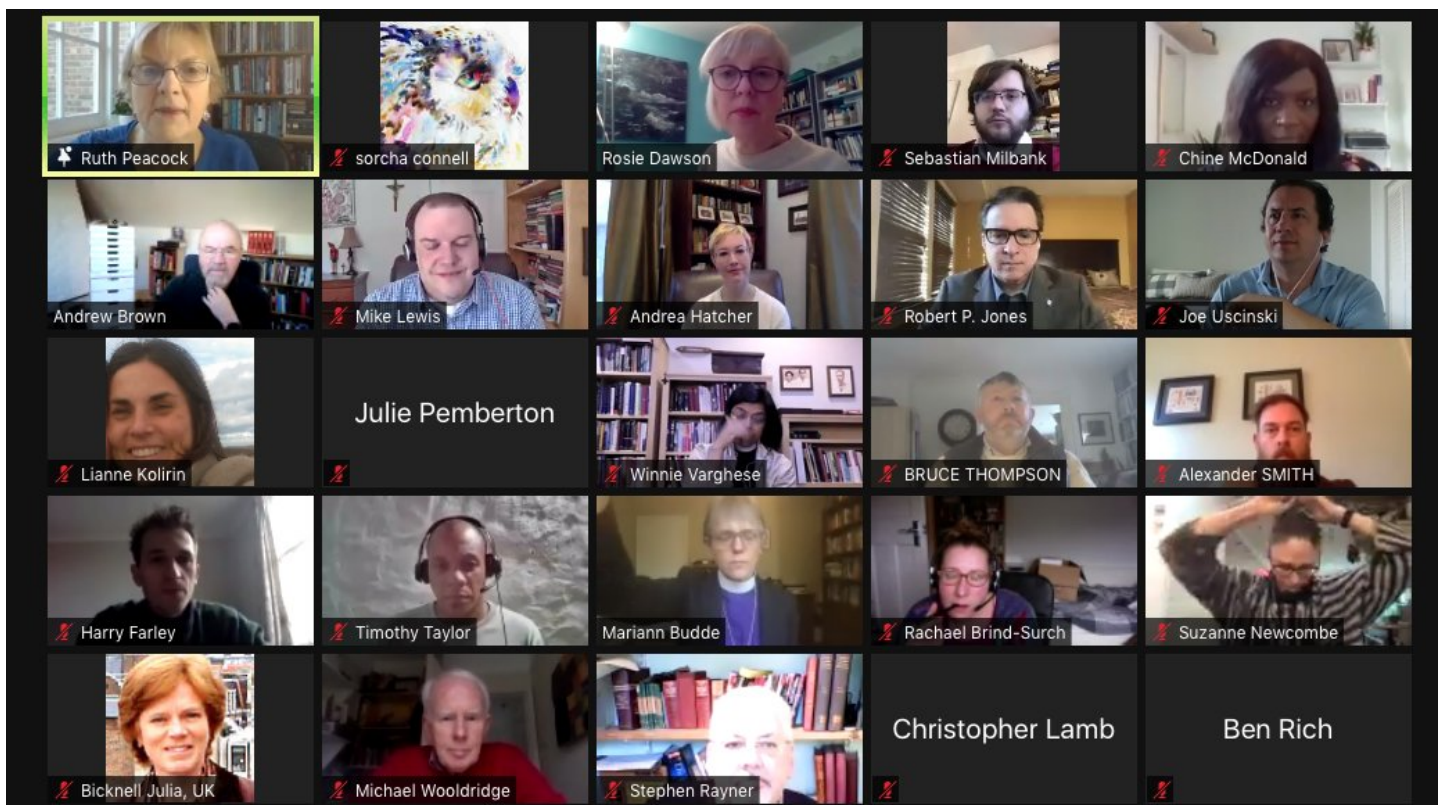 Ruth Peacock
sorcha connell
Rosie Dawson
Sebastian Milbank
Chine McDonald
Andrew Brown
Mike Lewis
Andrea Hatcher
Robert P. Jones
Joe Uscinski
Lianne Kolirin
Julie Pemberton
Winnie Varghese
BRUCE THOMPSON
Alexander SMITH
Harry Farley
Timothy Taylor
Mariann Budde
Rachael Brind-Surch
Suzanne Newcombe
Bicknell Julia, UK
Michael Wooldridge
Stephen Rayner
Christopher Lamb
Ben Rich